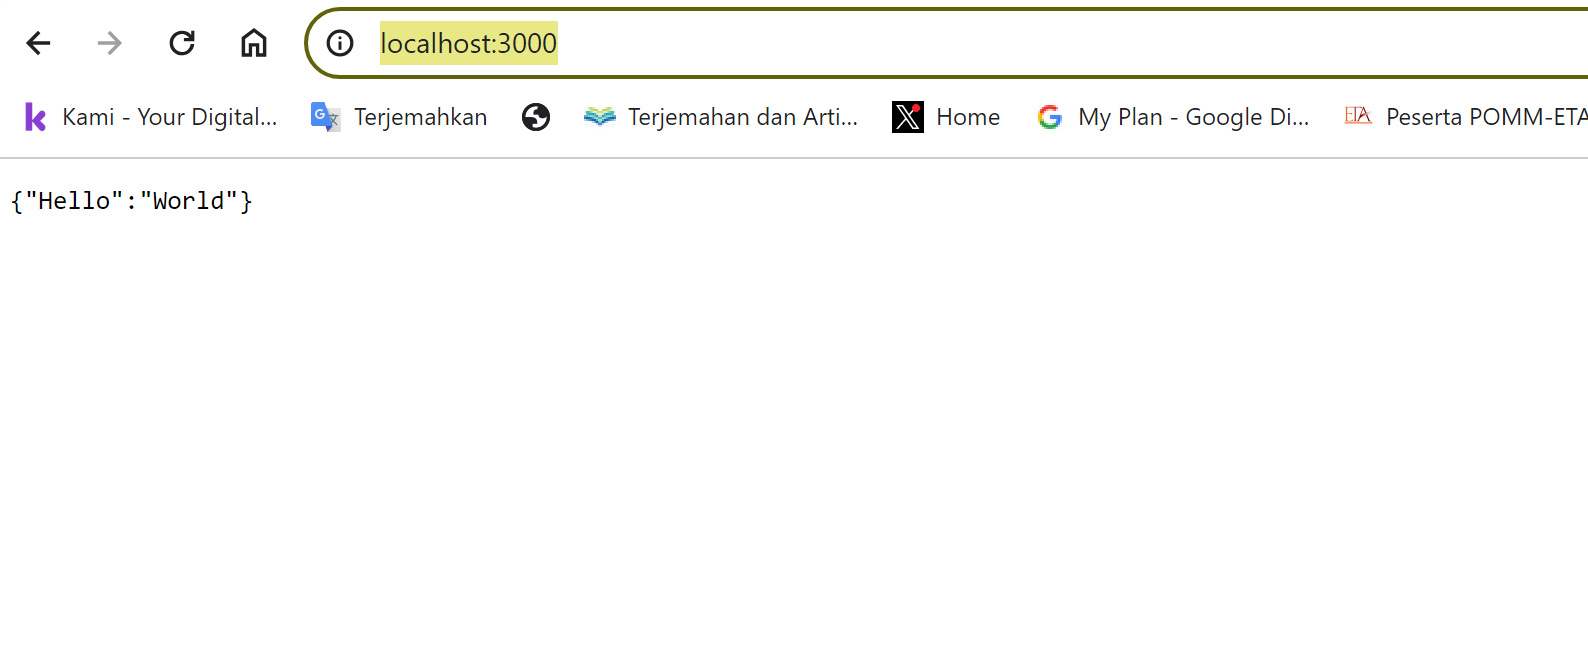 localhost:3000
Kami - Your Digital... Terjemahkan Terjemahan dan Arti... Home My Plan - Google Di... ETA Peserta POMM-ETA
{"Hello":"World"}